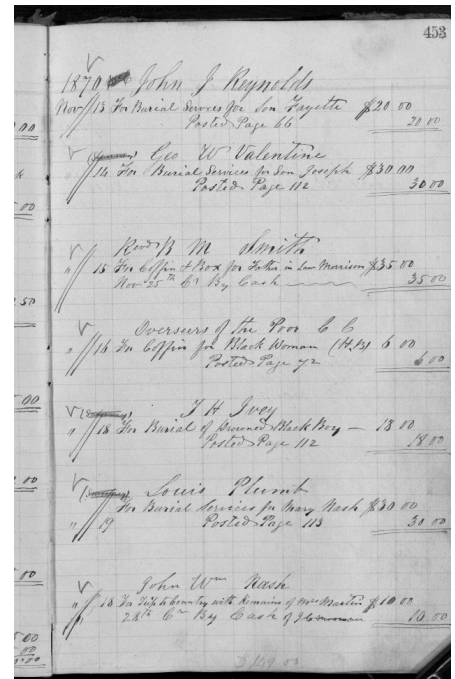 453
1870 John J Reynolds
Nov 13 For Burial Services for Son Fayette $20.00
Posted Page 66 20.00
Geo W Valentine
" 14 For Burial Services for Son Joseph $30.00
Posted Page 112 30.00
Revd B M Smith
" 15 For Coffin & Box for Father in Law Morrison $35.00
Nov 25th Cr By Cash 35.00
Overseers of the Poor C C
" 16 For Coffin for Black Woman (H.B) 6 00
Posted Page 72 6.00
J H Ivey
" 18 For Burial of Drowned Black Boy — 18 00
Posted Page 112 18.00
Louis Plumb
For Burial Services for Mary Nash $30 00
" 19 Posted Page 113 30.00
John Wm Nash
" 18 For Trip to Country with Remains of Mrs Martin $10.00
28th Cr By Cash of 10.00
$149.00